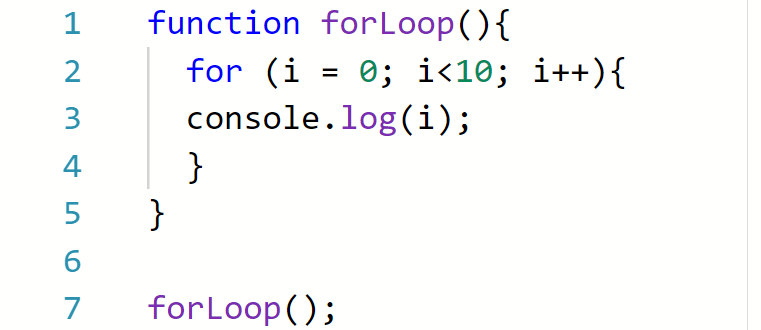 1 function forLoop(){
2 for (i = 0; i<10; i++){
3 console.log(i);
4 }
5 }
6
7 forLoop();